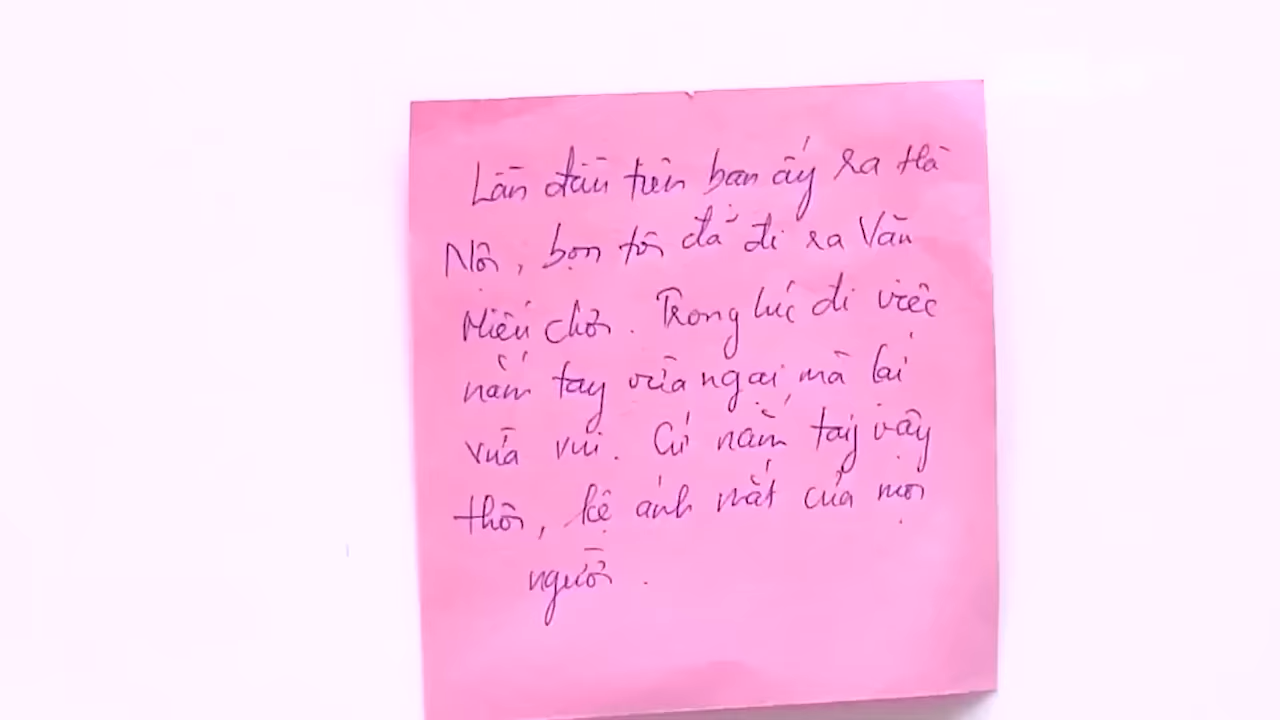 Lần đầu tiên bạn ấy ra Hà
Nội, bọn tôi đã đi ra Văn
Miếu chơi. Trong lúc đi việc
nắm tay vừa ngại mà lại
vừa vui. Cứ nắm tay vậy
thôi, kệ ánh mắt của mọi
người.